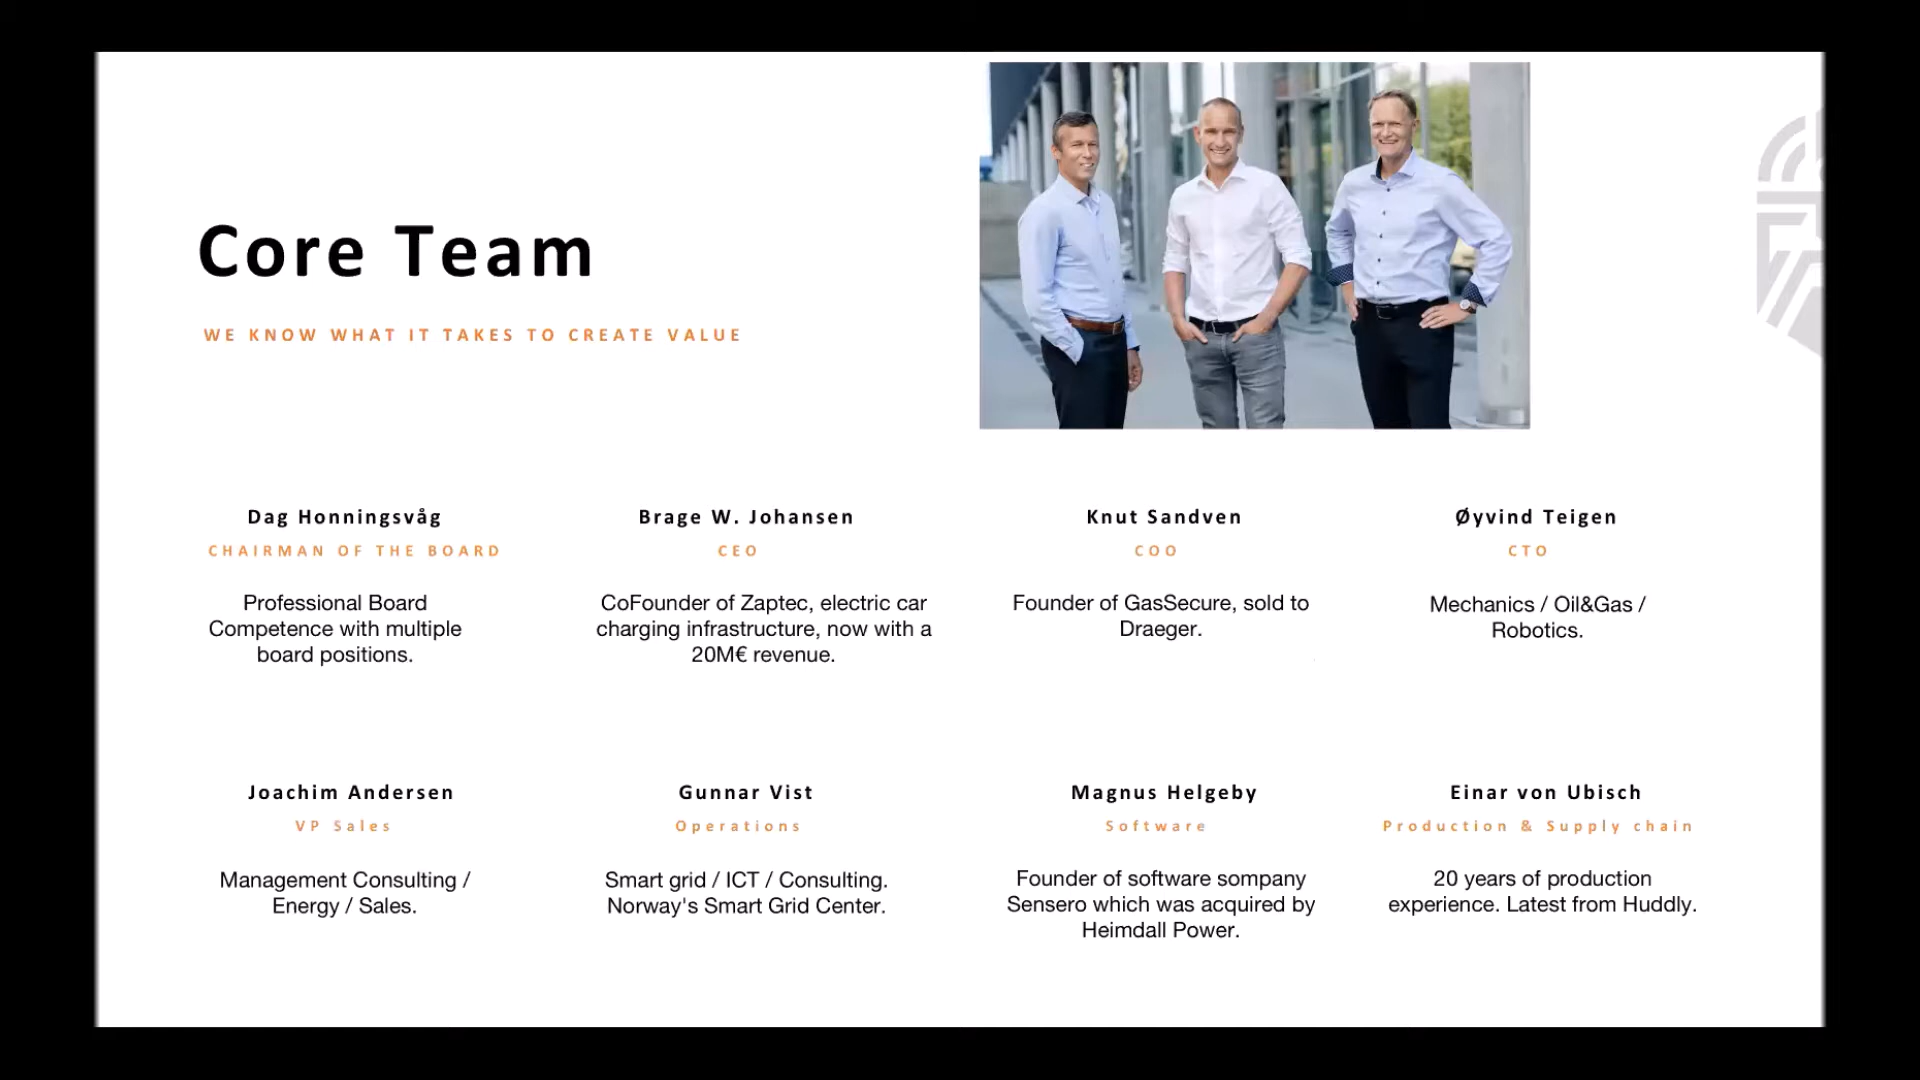 Core Team
WE KNOW WHAT IT TAKES TO CREATE VALUE
Dag Honningsvåg
CHAIRMAN OF THE BOARD
Professional Board
Competence with multiple
board positions.
Brage W. Johansen
CEO
CoFounder of Zaptec, electric car
charging infrastructure, now with a
20M€ revenue.
Knut Sandven
COO
Founder of GasSecure, sold to
Draeger.
Øyvind Teigen
CTO
Mechanics / Oil&Gas /
Robotics.
Joachim Andersen
VP Sales
Management Consulting /
Energy / Sales.
Gunnar Vist
Operations
Smart grid / ICT / Consulting.
Norway's Smart Grid Center.
Magnus Helgeby
Software
Founder of software sompany
Sensero which was acquired by
Heimdall Power.
Einar von Ubisch
Production & Supply chain
20 years of production
experience. Latest from Huddly.